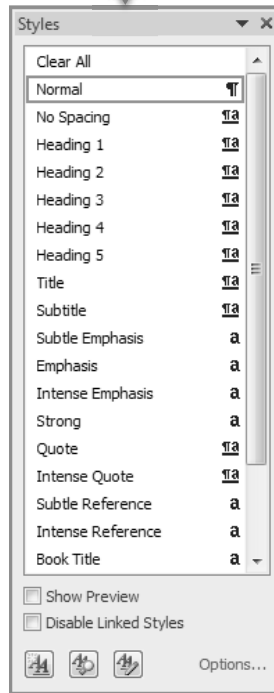 Styles
Clear All
Normal ¶
No Spacing ¶a
Heading 1 ¶a
Heading 2 ¶a
Heading 3 ¶a
Heading 4 ¶a
Heading 5 ¶a
Title ¶a
Subtitle ¶a
Subtle Emphasis a
Emphasis a
Intense Emphasis a
Strong a
Quote ¶a
Intense Quote ¶a
Subtle Reference a
Intense Reference a
Book Title a
Show Preview
Disable Linked Styles
Options...